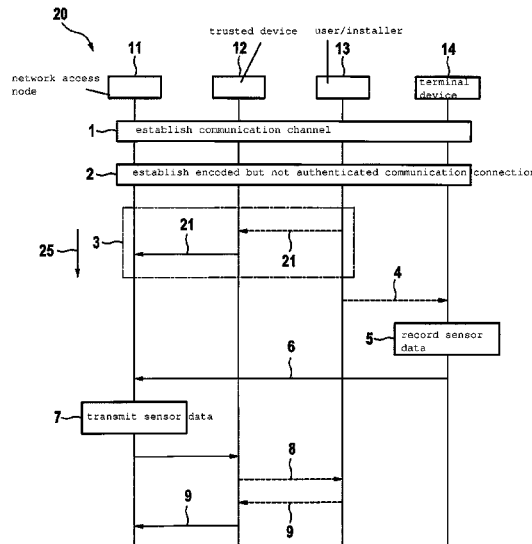 20
trusted device
user/installer
11
12
13
14
network access
node
terminal
device
1
establish communication channel
2
establish encoded but not authenticated communication connection
3
21
21
25
4
5
record sensor
data
6
7
transmit sensor data
8
9
9